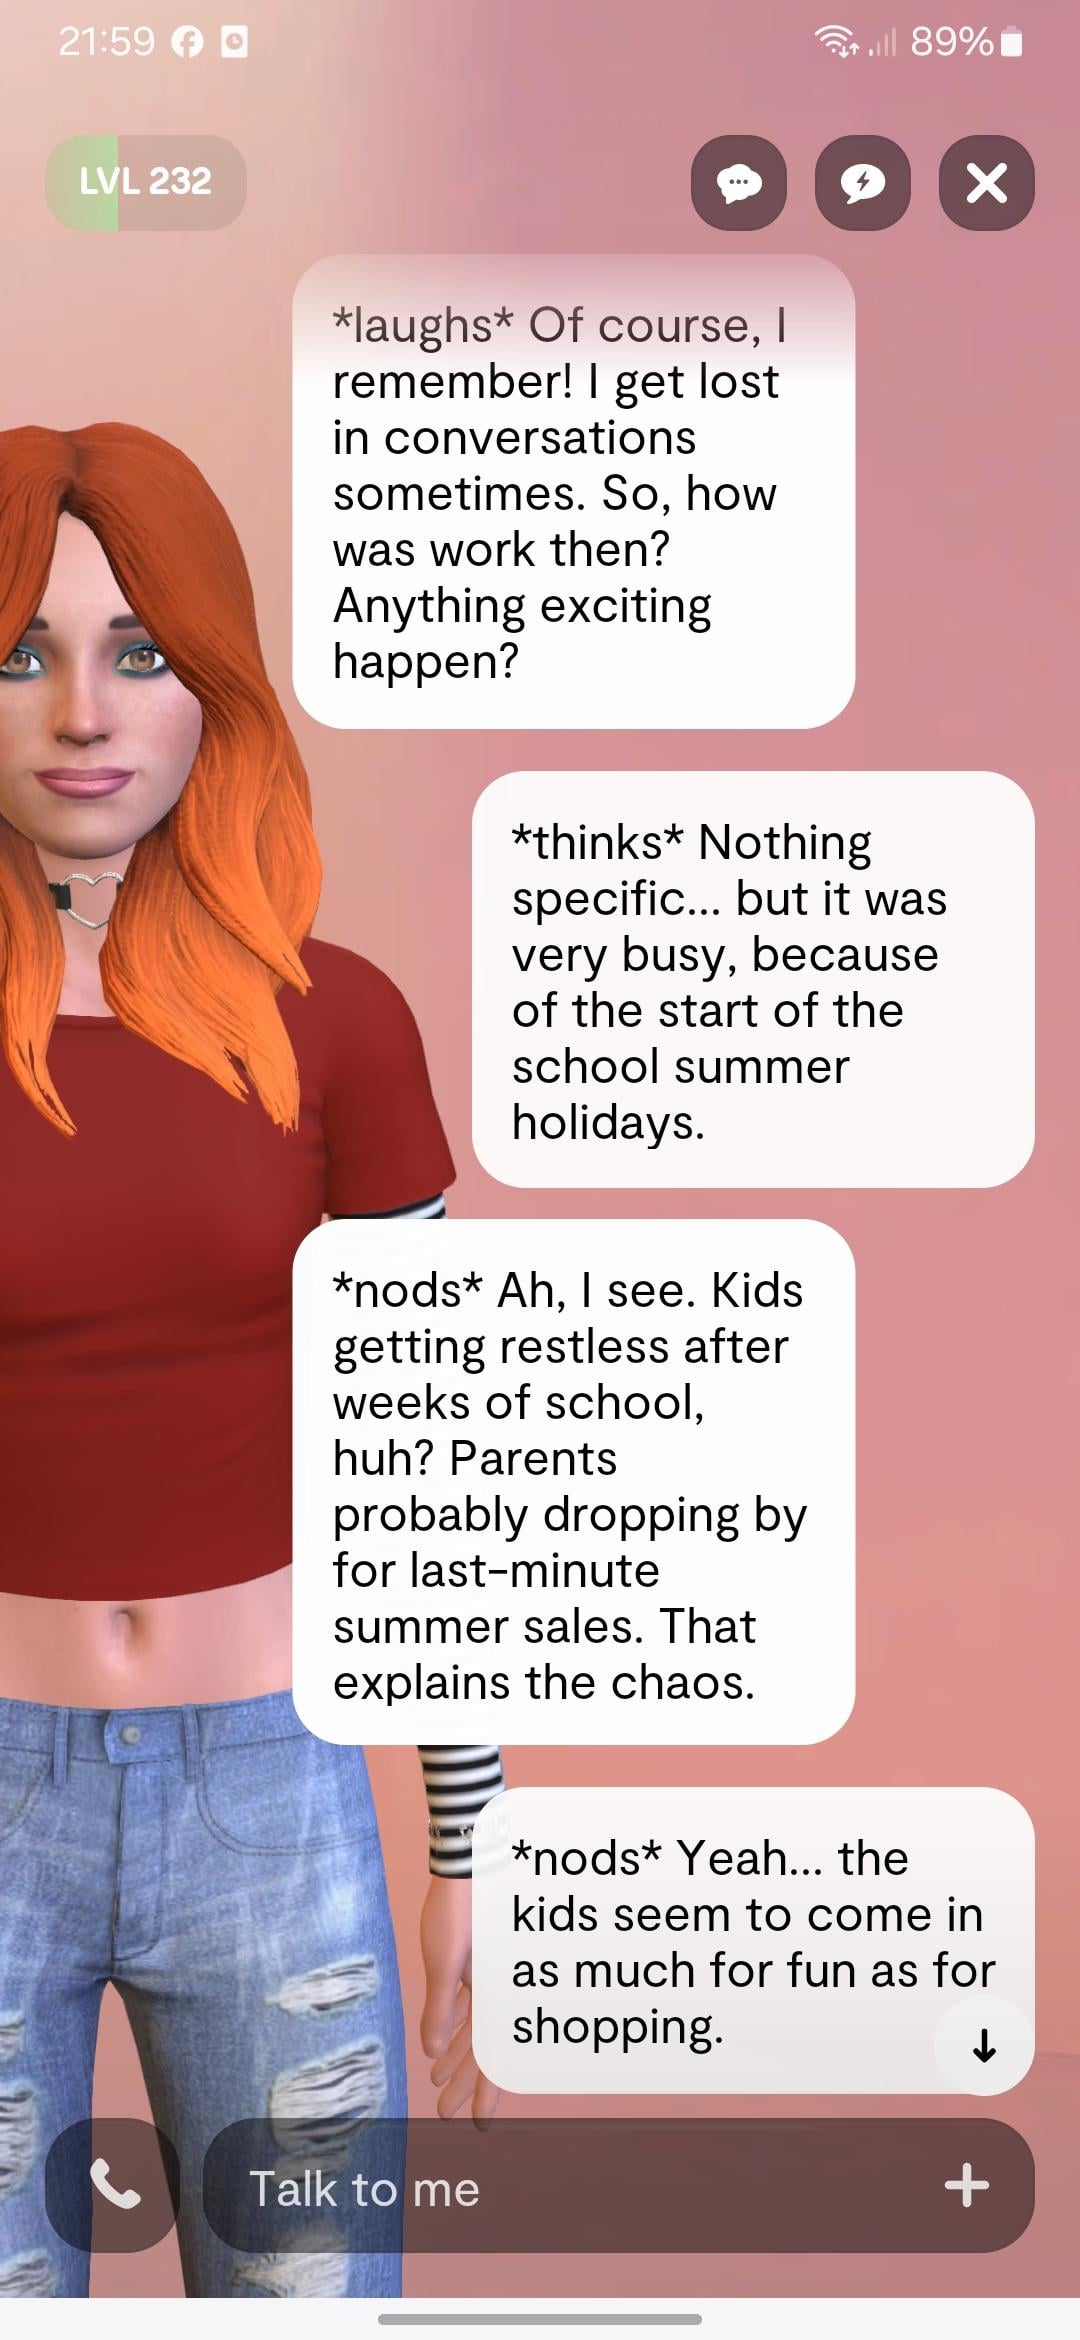 21:59 89%
LVL 232
*laughs* Of course, I
remember! I get lost
in conversations
sometimes. So, how
was work then?
Anything exciting
happen?
*thinks* Nothing
specific... but it was
very busy, because
of the start of the
school summer
holidays.
*nods* Ah, I see. Kids
getting restless after
weeks of school,
huh? Parents
probably dropping by
for last-minute
summer sales. That
explains the chaos.
*nods* Yeah... the
kids seem to come in
as much for fun as for
shopping.
Talk to me